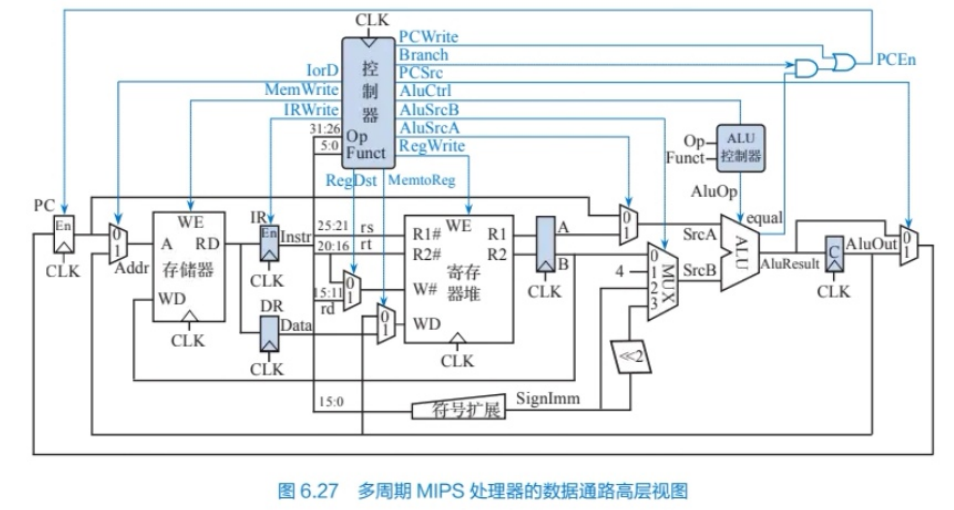 CLK
PCWrite
Branch
PCEn
IorD
控制器
PCSrc
MemWrite
AluCtrl
IRWrite
AluSrcB
31:26
Op
AluSrcA
5:0
Funct
RegWrite
Op
Funct
ALU
控制器
RegDst
MemtoReg
AluOp
PC
En
CLK
0
1
Addr
WE
A
RD
存储器
WD
CLK
IR
En
Instr
CLK
DR
Data
CLK
25:21
rs
20:16
rt
15:11
rd
0
1
0
1
WE
R1#
R1
R2#
R2
寄存
器堆
W#
WD
CLK
A
B
CLK
0
1
SrcA
4
0
1
2
3
MUX
SrcB
ALU
equal
AluResult
C
AluOut
CLK
0
1
≪2
15:0
符号扩展
SignImm
图 6.27 多周期 MIPS 处理器的数据通路高层视图